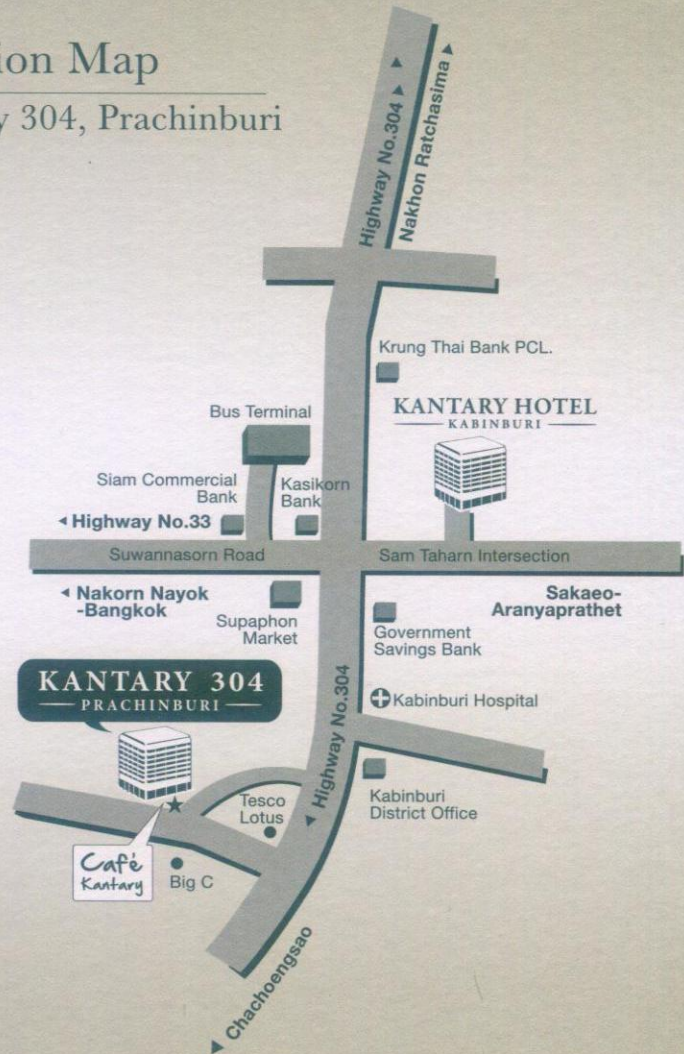 ion Map
y 304, Prachinburi
Highway No.304
Nakhon Ratchasima
Krung Thai Bank PCL.
KANTARY HOTEL
KABINBURI
Bus Terminal
Siam Commercial
Bank
Kasikorn
Bank
Highway No.33
Suwannasorn Road
Sam Taharn Intersection
Nakorn Nayok
-Bangkok
Supaphon
Market
Sakaeo-
Aranyaprathet
Government
Savings Bank
KANTARY 304
PRACHINBURI
Kabinburi Hospital
Highway No.304
Tesco
Lotus
Kabinburi
District Office
Café
Kantary
Big C
Chachoengsao